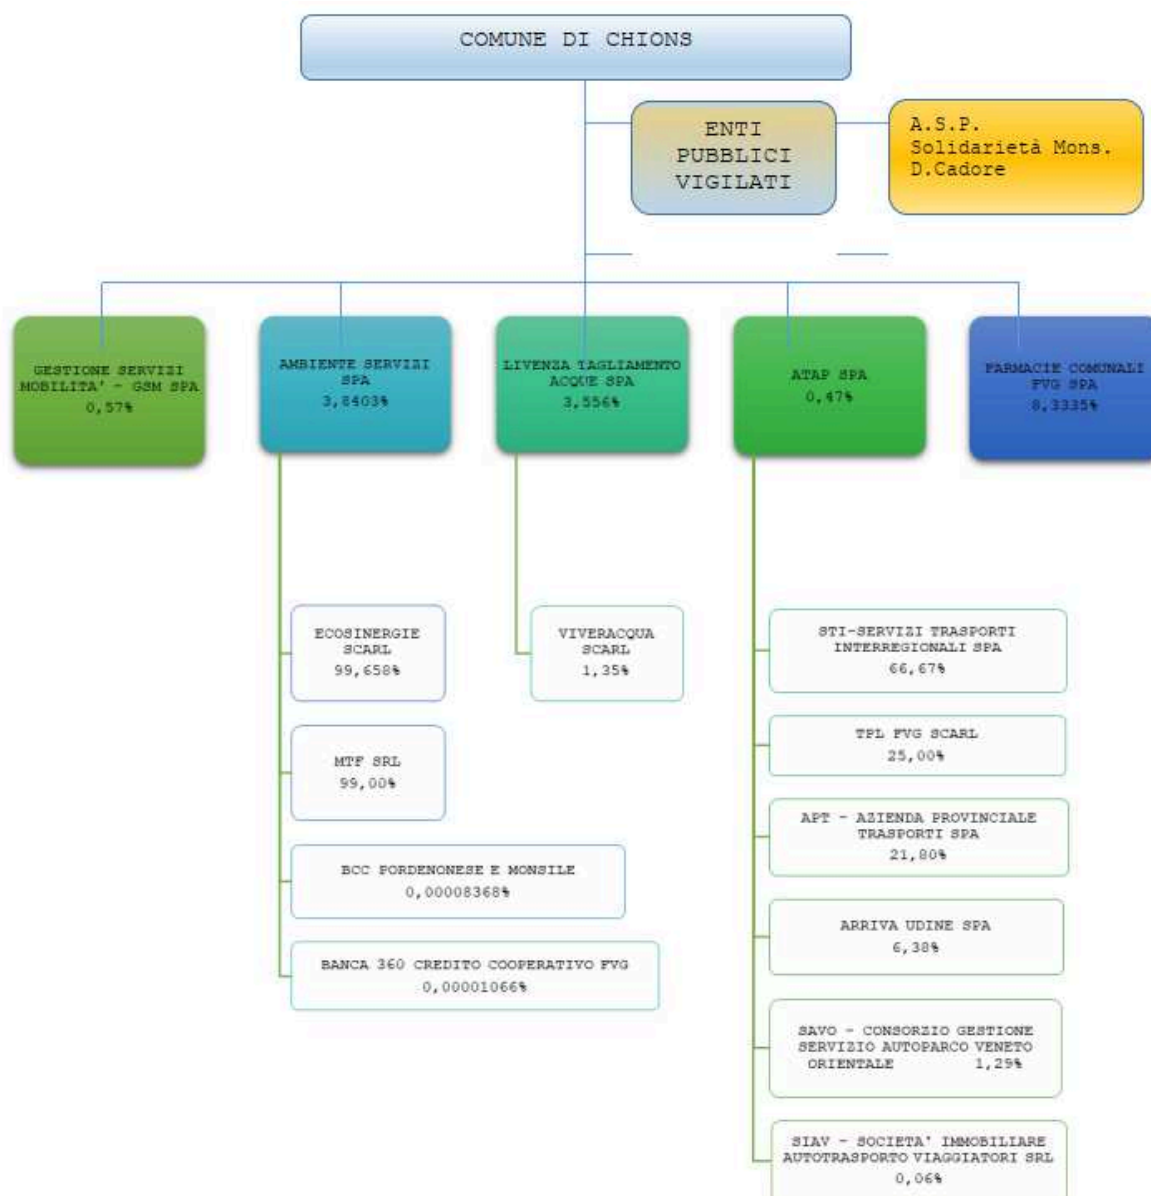 COMUNE DI CHIONS
ENTI
PUBBLICI
VIGILATI
A.S.P.
Solidarietà Mons.
D.Cadore
GESTIONE SERVIZI
MOBILITA' - GSM SPA
0,57%
AMBIENTE SERVIZI
SPA
3,8403%
LIVENZA TAGLIAMENTO
ACQUE SPA
3,556%
ATAP SPA
0,47%
FARMACIE COMUNALI
FVG SPA
8,3335%
ECOSINERGIE
SCARL
99,658%
MTF SRL
99,00%
BCC PORDENONESE E MONSILE
0,00008368%
BANCA 360 CREDITO COOPERATIVO FVG
0,00001066%
VIVERACQUA
SCARL
1,35%
STI-SERVIZI TRASPORTI
INTERREGIONALI SPA
66,67%
TPL FVG SCARL
25,00%
APT - AZIENDA PROVINCIALE
TRASPORTI SPA
21,80%
ARRIVA UDINE SPA
6,38%
SAVO - CONSORZIO GESTIONE
SERVIZIO AUTOPARCO VENETO
ORIENTALE 1,29%
SIAV - SOCIETA' IMMOBILIARE
AUTOTRASPORTO VIAGGIATORI SRL
0,06%